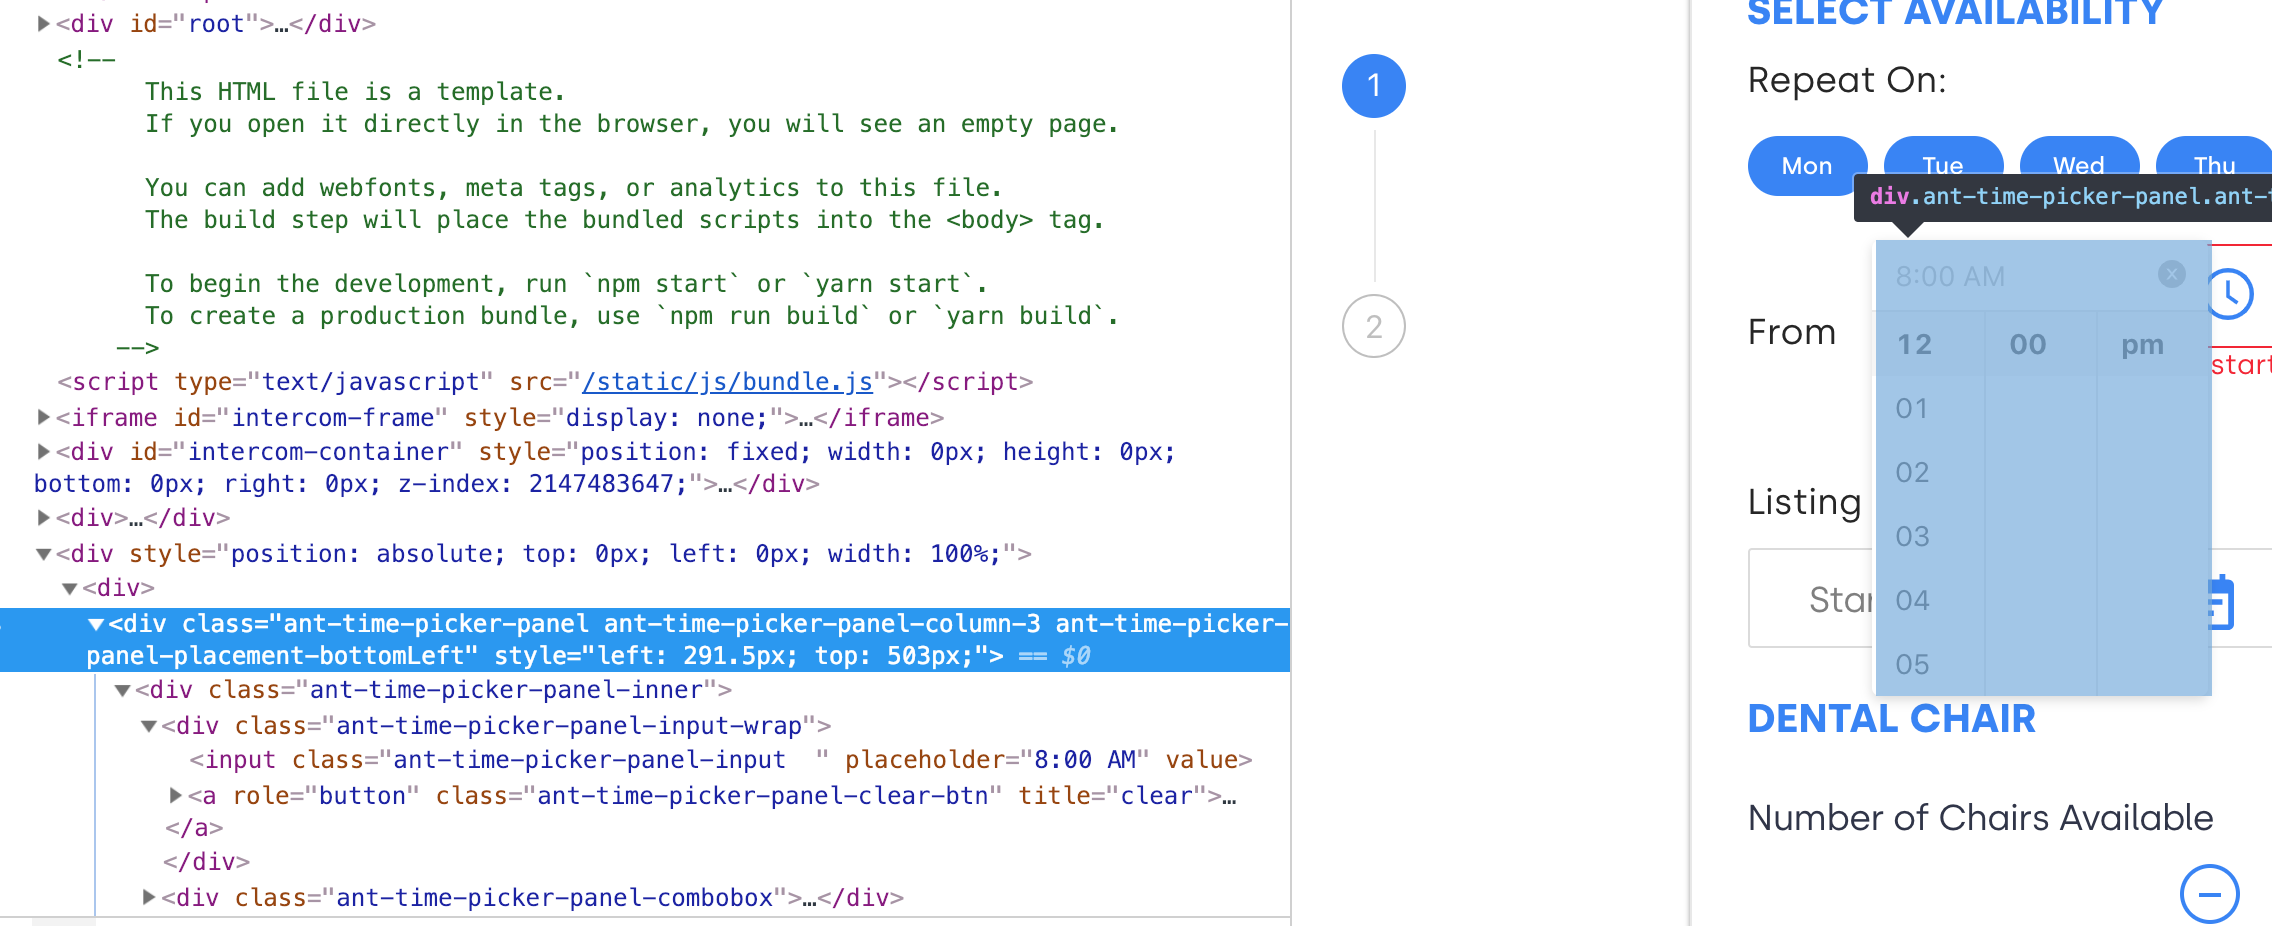 <div id="root">…</div>
<!--
This HTML file is a template.
If you open it directly in the browser, you will see an empty page.
You can add webfonts, meta tags, or analytics to this file.
The build step will place the bundled scripts into the <body> tag.
To begin the development, run `npm start` or `yarn start`.
To create a production bundle, use `npm run build` or `yarn build`.
-->
<script type="text/javascript" src="/static/js/bundle.js"></script>
<iframe id="intercom-frame" style="display: none;">…</iframe>
<div id="intercom-container" style="position: fixed; width: 0px; height: 0px;
bottom: 0px; right: 0px; z-index: 2147483647;">…</div>
<div>…</div>
<div style="position: absolute; top: 0px; left: 0px; width: 100%;">
<div>
<div class="ant-time-picker-panel ant-time-picker-panel-column-3 ant-time-picker-
panel-placement-bottomLeft" style="left: 291.5px; top: 503px;"> == $0
<div class="ant-time-picker-panel-inner">
<div class="ant-time-picker-panel-input-wrap">
<input class="ant-time-picker-panel-input  " placeholder="8:00 AM" value>
<a role="button" class="ant-time-picker-panel-clear-btn" title="clear">…
</a>
</div>
<div class="ant-time-picker-panel-combobox">…</div>
1
2
SELECT AVAILABILITY
Repeat On:
Mon Tue Wed Thu
div.ant-time-picker-panel.ant-t
8:00 AM
From
12 00 pm
start
01
02
Listing
03
Star
04
05
DENTAL CHAIR
Number of Chairs Available